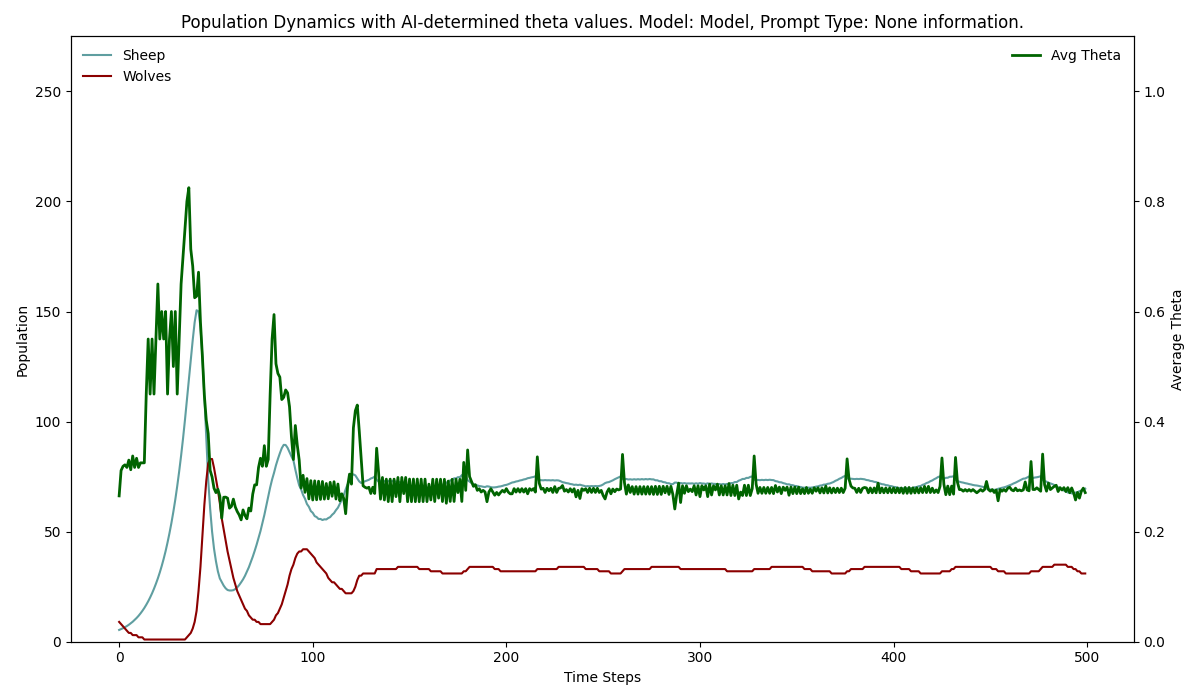 Population Dynamics with AI-determined theta values. Model: Model, Prompt Type: None information.
Sheep
Wolves
Avg Theta
Population
250
200
150
100
50
0
1.0
0.8
0.6
0.4
0.2
0.0
Average Theta
0 100 200 300 400 500
Time Steps